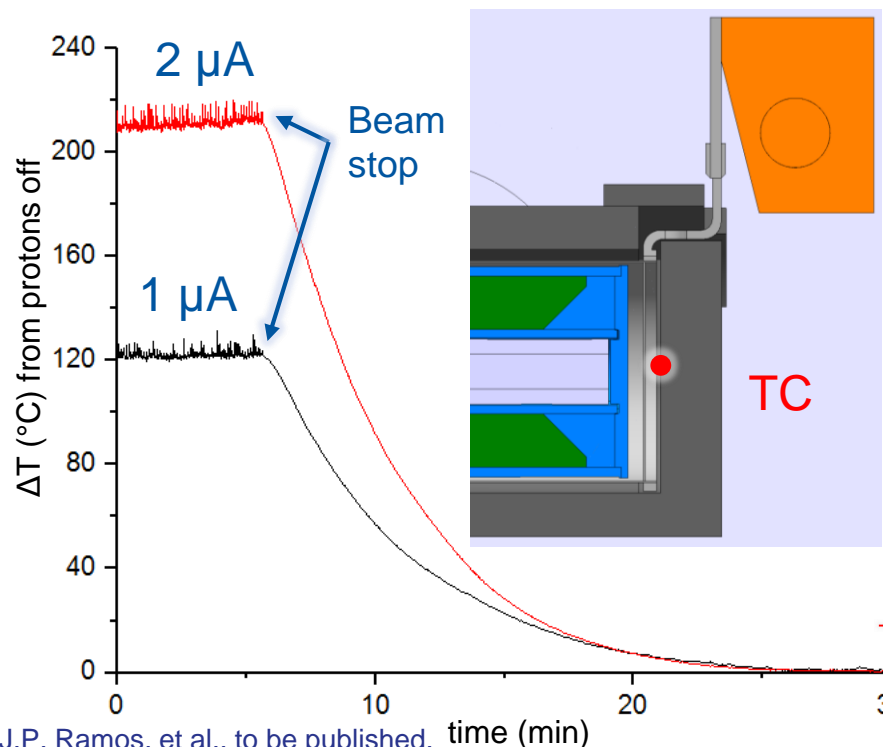 240
200
160
120
80
40
0
ΔT (°C) from protons off
2 µA
1 µA
Beam
stop
TC
0
10
20
3
time (min)
J.P. Ramos, et al., to be published.